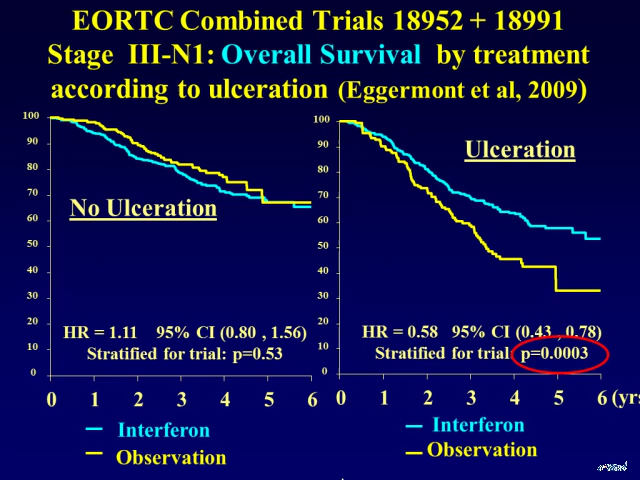 EORTC Combined Trials 18952 + 18991
Stage III-N1: Overall Survival by treatment
according to ulceration (Eggermont et al, 2009)
100
90
80
70
60
50
40
30
20
10
0
No Ulceration
HR = 1.11 95% CI (0.80 , 1.56)
Stratified for trial: p=0.53
0 1 2 3 4 5 6
Interferon
Observation
100
90
80
70
60
50
40
30
20
10
0
Ulceration
HR = 0.58 95% CI (0.43 , 0.78)
Stratified for trial: p=0.0003
0 1 2 3 4 5 6 (yrs
Interferon
Observation